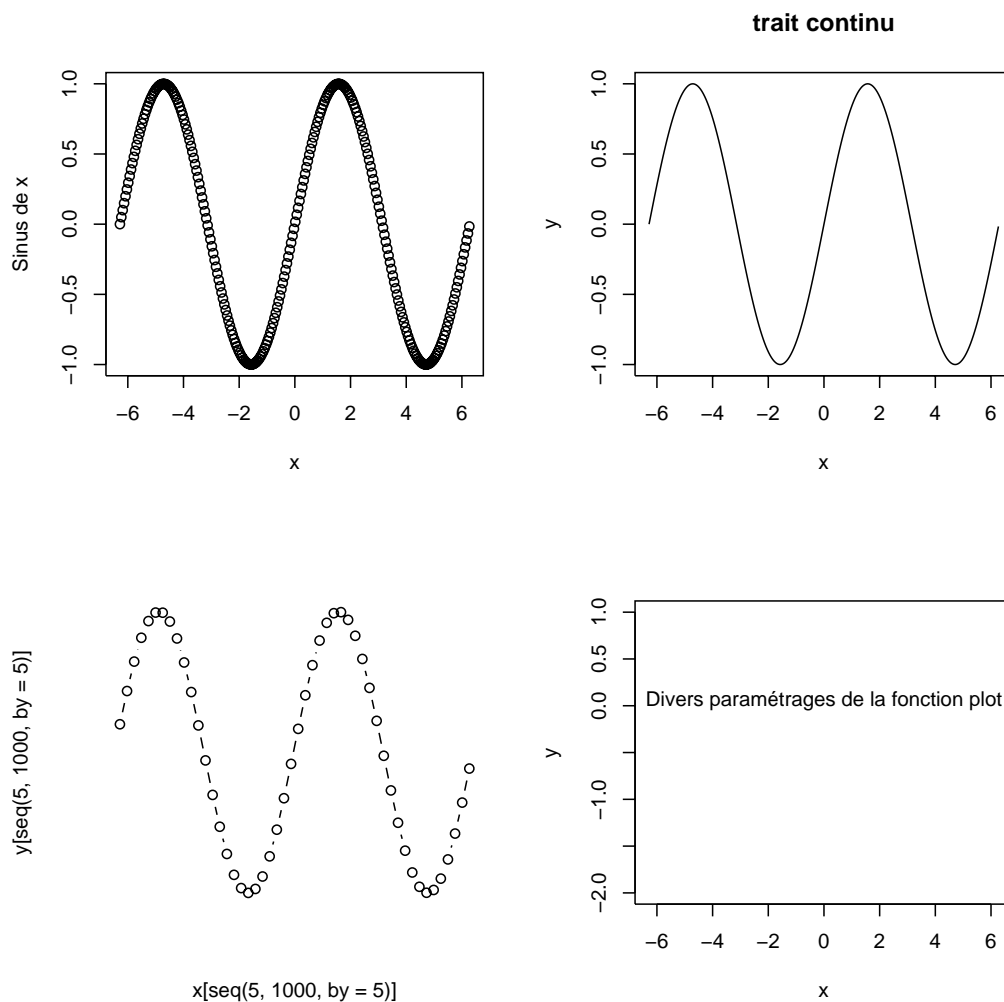 trait continu
1.0
0.5
0.0
−0.5
−1.0
Sinus de x
−6 −4 −2 0 2 4 6
x
1.0
0.5
0.0
−0.5
−1.0
y
−6 −4 −2 0 2 4 6
x
y[seq(5, 1000, by = 5)]
x[seq(5, 1000, by = 5)]
1.0
0.5
0.0
−1.0
−2.0
y
Divers paramétrages de la fonction plot
−6 −4 −2 0 2 4 6
x